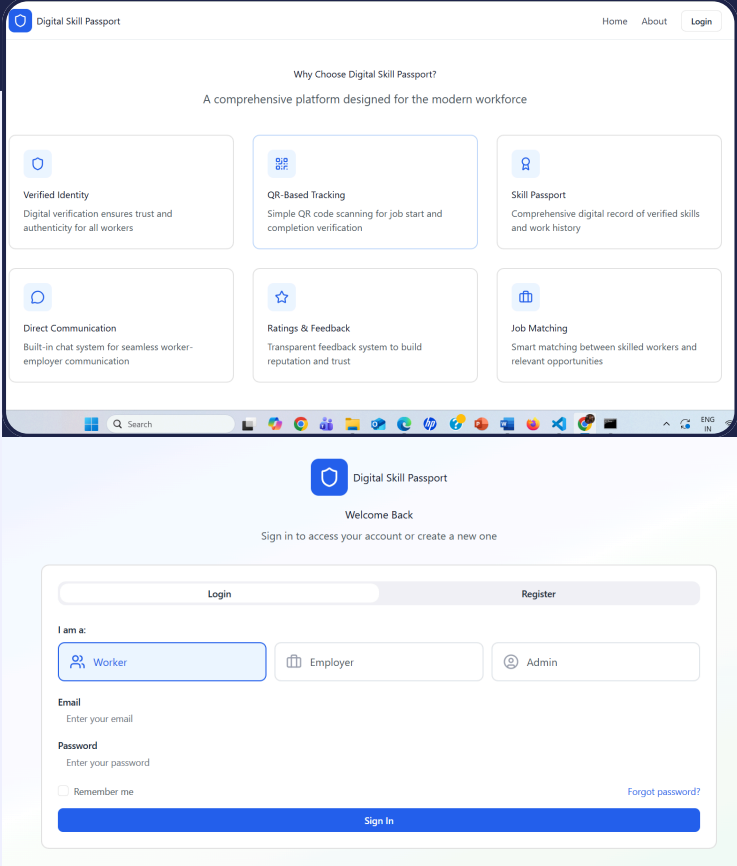 Digital Skill Passport
Home About Login
Why Choose Digital Skill Passport?
A comprehensive platform designed for the modern workforce
Verified Identity
Digital verification ensures trust and
authenticity for all workers
QR-Based Tracking
Simple QR code scanning for job start and
completion verification
Skill Passport
Comprehensive digital record of verified skills
and work history
Direct Communication
Built-in chat system for seamless worker-
employer communication
Ratings & Feedback
Transparent feedback system to build
reputation and trust
Job Matching
Smart matching between skilled workers and
relevant opportunities
Search
ENG
IN
Digital Skill Passport
Welcome Back
Sign in to access your account or create a new one
Login Register
I am a:
Worker Employer Admin
Email
Enter your email
Password
Enter your password
Remember me Forgot password?
Sign In